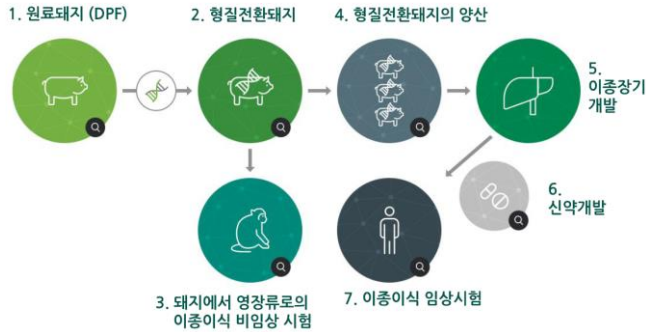 1. 원료돼지 (DPF)
2. 형질전환돼지
4. 형질전환돼지의 양산
5.
이종장기
개발
6.
신약개발
3. 돼지에서 영장류로의
이종이식 비임상 시험
7. 이종이식 임상시험